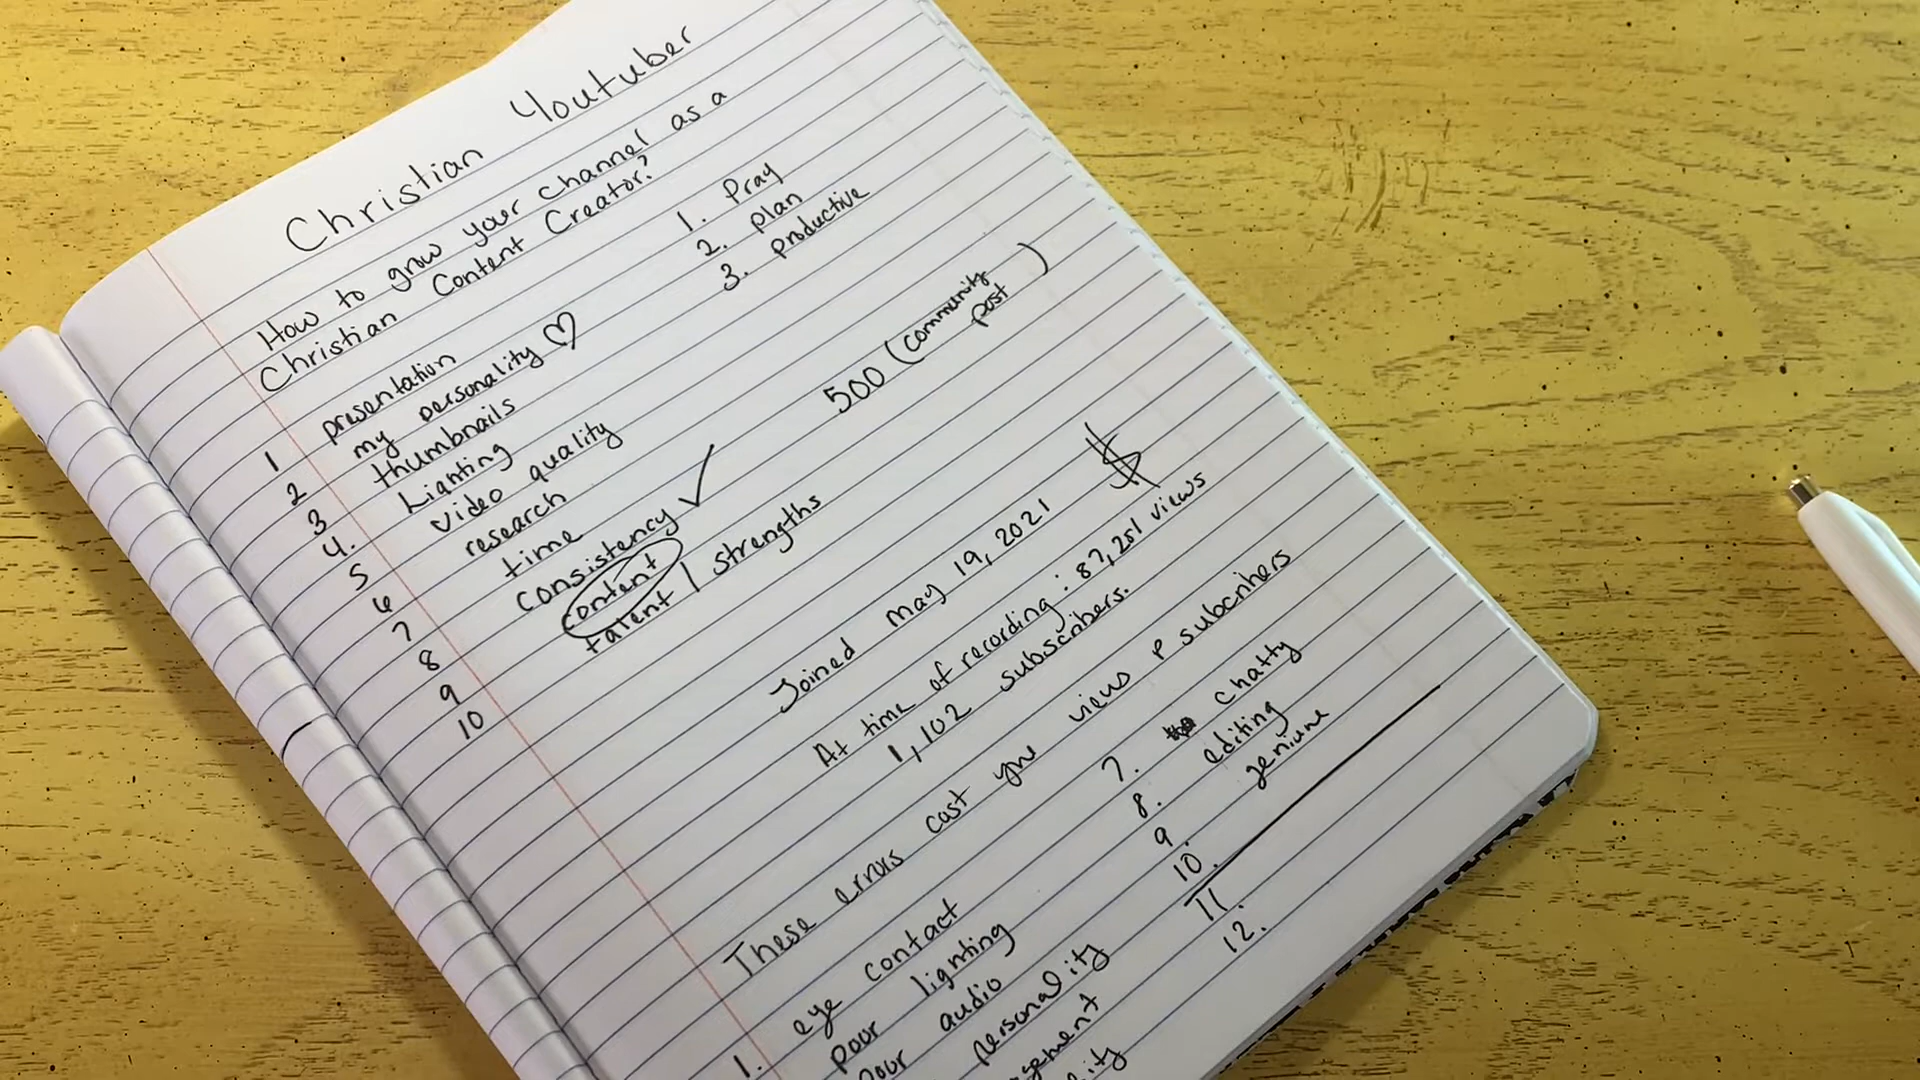 Christian Youtuber
How to grow your channel as a
Christian Content Creator?
1. Pray
2. plan
3. productive
1 presentation
2 my personality ♡
3 thumbnails
4. Lighting
5 video quality
6 research
7 time
8 consistency ✓
9 content
10 talent / strengths
500 (community
post)
Joined may 19, 2021 $
At time of recording: 87,251 views
1,102 subscribers.
These errors cost you views & subscribers
1. eye contact
poor lighting
poor audio
personality
7. chatty
8. editing
9. genuine
10.
11.
12.